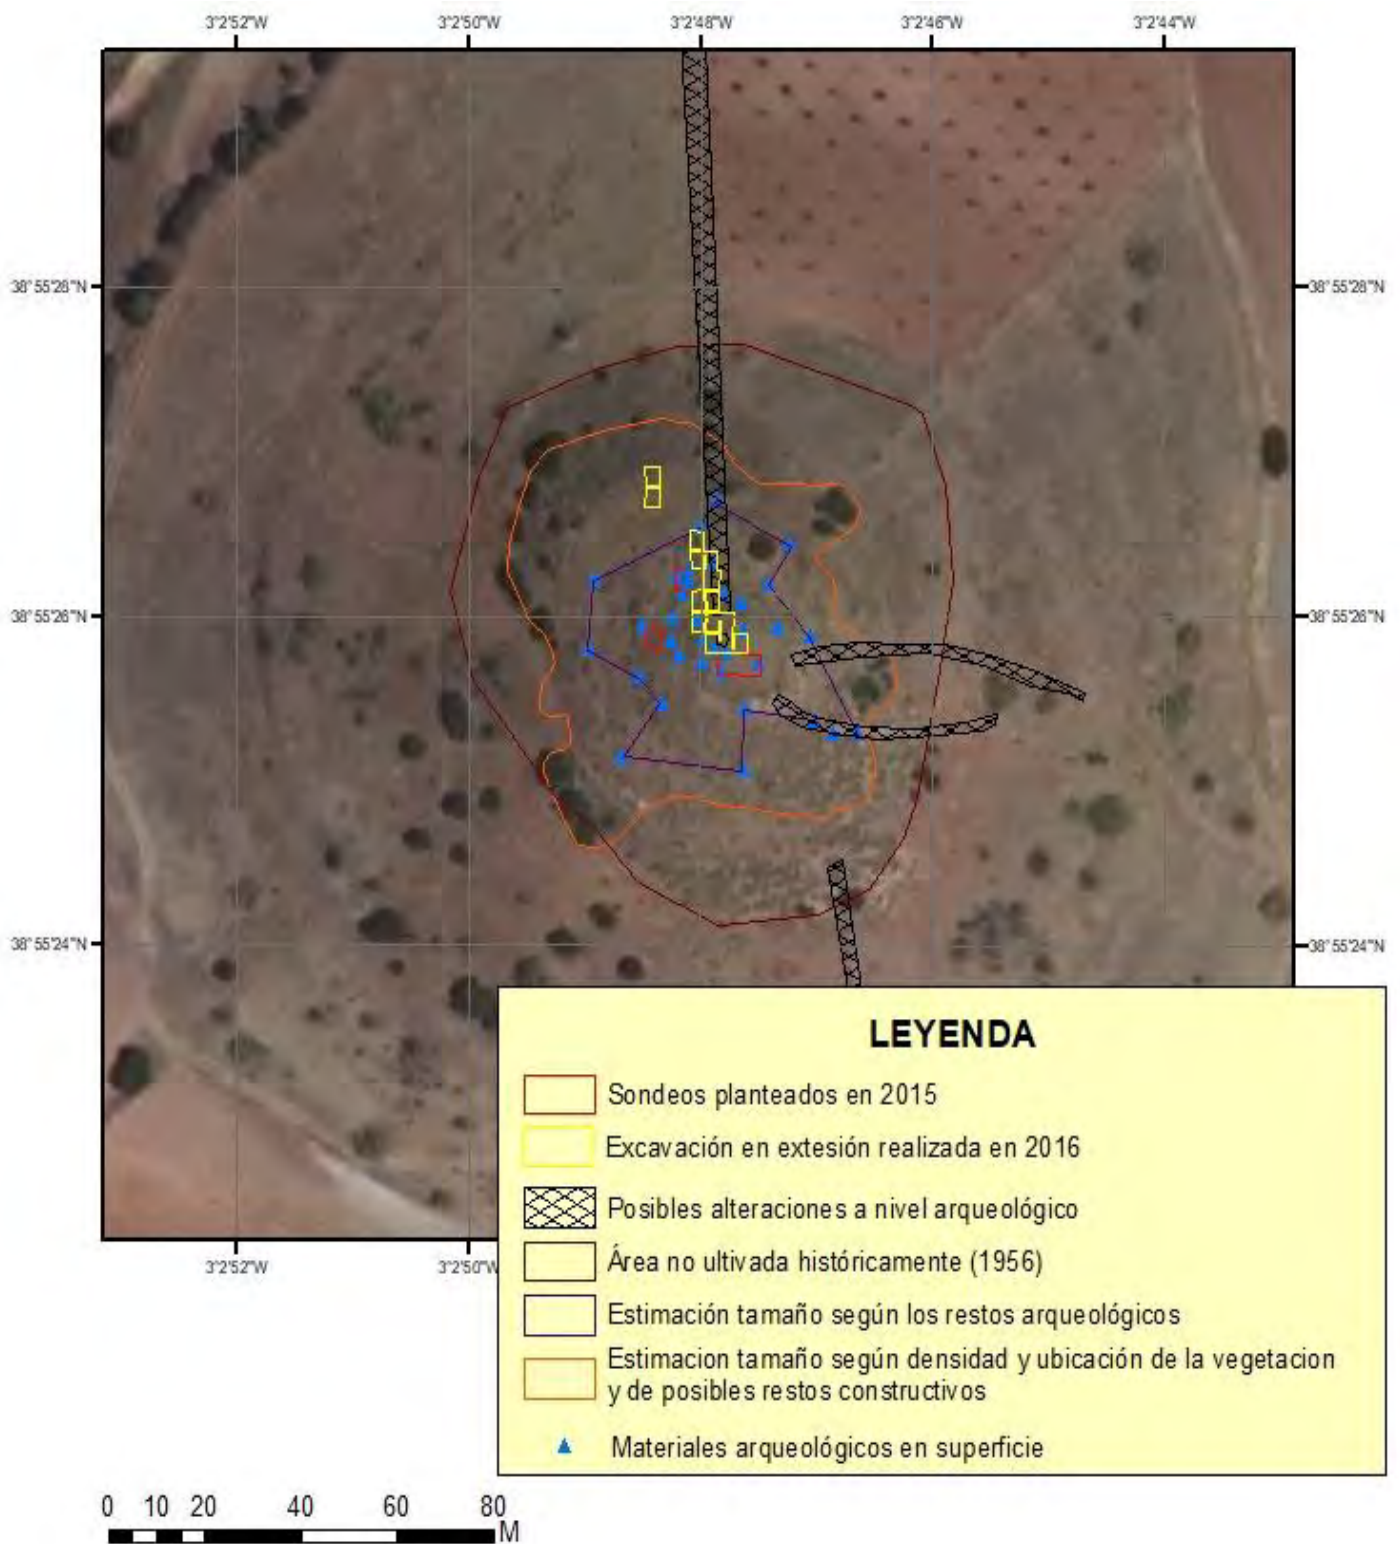 3°2'52"W 3°2'50"W 3°2'48"W 3°2'46"W 3°2'44"W
38°55'28"N 38°55'28"N
38°55'26"N 38°55'26"N
38°55'24"N 38°55'24"N
3°2'52"W 3°2'50"W
LEYENDA
Sondeos planteados en 2015
Excavación en extesión realizada en 2016
Posibles alteraciones a nivel arqueológico
Área no ultivada históricamente (1956)
Estimación tamaño según los restos arqueológicos
Estimacion tamaño según densidad y ubicación de la vegetacion
y de posibles restos constructivos
Materiales arqueológicos en superficie
0 10 20 40 60 80
M